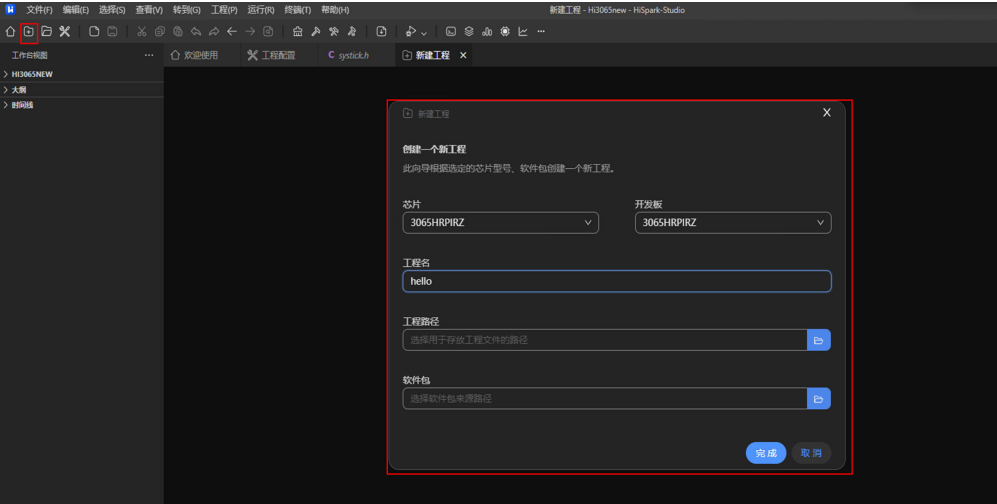 文件(F) 编辑(E) 选择(S) 查看(V) 转到(G) 工程(P) 运行(R) 终端(T) 帮助(H) 新建工程 - Hi3065new - HiSpark-Studio
工作台视图 ... 欢迎使用 工程配置 C systick.h 新建工程 X
> HI3065NEW
> 大纲
> 时间线
新建工程 X
创建一个新工程
此向导根据选定的芯片型号、软件包创建一个新工程。
芯片 开发板
3065HRPIRZ 3065HRPIRZ
工程名
hello
工程路径
选择用于存放工程文件的路径
软件包
选择软件包来源路径
完成 取消